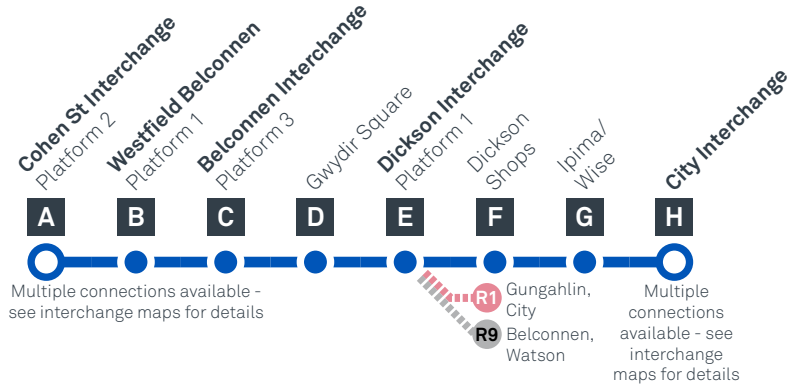 Cohen St Interchange
Platform 2
Westfield Belconnen
Platform 1
Belconnen Interchange
Platform 3
Gwydir Square
Dickson Interchange
Platform 1
Dickson
Shops
Ipima/
Wise
City Interchange
A
B
C
D
E
F
G
H
Multiple connections available -
see interchange maps for details
R1
Gungahlin,
City
R9
Belconnen,
Watson
Multiple
connections
available - see
interchange
maps for details